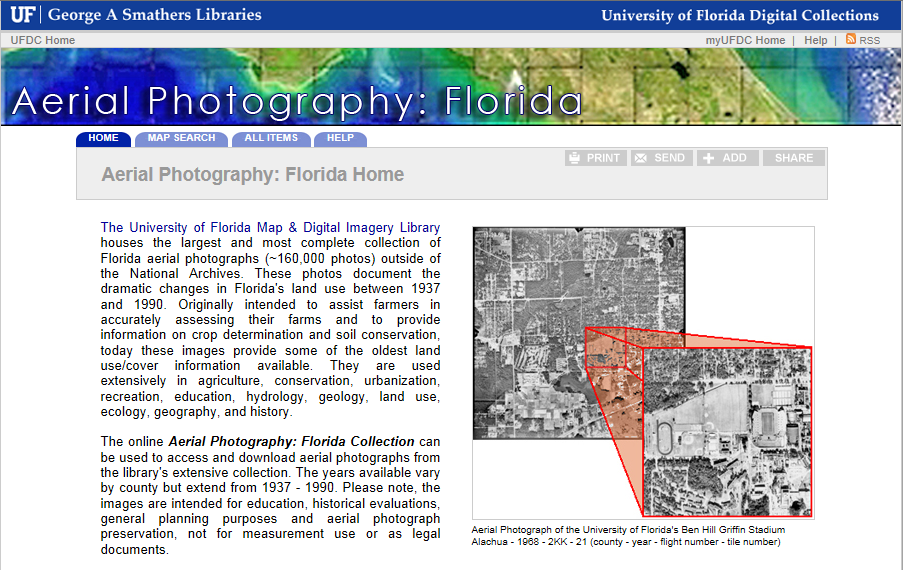 UF George A Smathers Libraries
University of Florida Digital Collections
UFDC Home
myUFDC Home | Help | RSS
Aerial Photography: Florida
HOME
MAP SEARCH
ALL ITEMS
HELP
PRINT
SEND
ADD
SHARE
Aerial Photography: Florida Home
The University of Florida Map & Digital Imagery Library
houses the largest and most complete collection of
Florida aerial photographs (~160,000 photos) outside of
the National Archives. These photos document the
dramatic changes in Florida's land use between 1937
and 1990. Originally intended to assist farmers in
accurately assessing their farms and to provide
information on crop determination and soil conservation,
today these images provide some of the oldest land
use/cover information available. They are used
extensively in agriculture, conservation, urbanization,
recreation, education, hydrology, geology, land use,
ecology, geography, and history.
The online Aerial Photography: Florida Collection can
be used to access and download aerial photographs from
the library's extensive collection. The years available vary
by county but extend from 1937 - 1990. Please note, the
images are intended for education, historical evaluations,
general planning purposes and aerial photograph
preservation, not for measurement use or as legal
documents.
Aerial Photograph of the University of Florida's Ben Hill Griffin Stadium
Alachua - 1968 - 2KK - 21 (county - year - flight number - tile number)